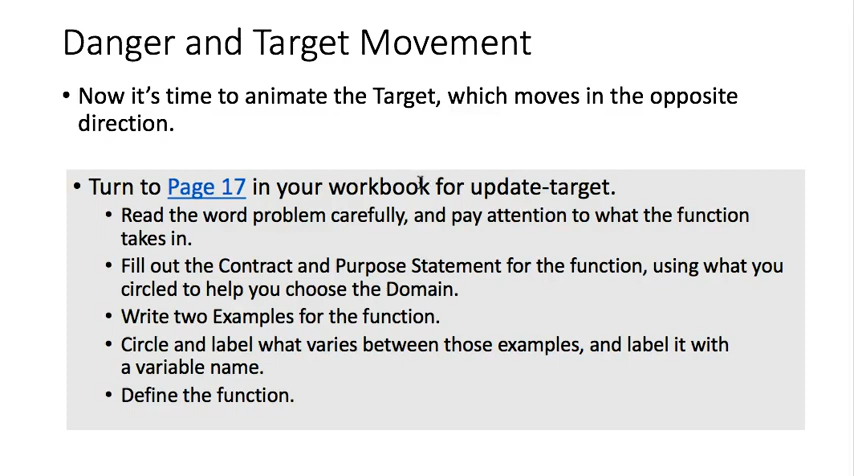 Danger and Target Movement
• Now it's time to animate the Target, which moves in the opposite
direction.
• Turn to Page 17 in your workbook for update-target.
• Read the word problem carefully, and pay attention to what the function
takes in.
• Fill out the Contract and Purpose Statement for the function, using what you
circled to help you choose the Domain.
• Write two Examples for the function.
• Circle and label what varies between those examples, and label it with
a variable name.
• Define the function.